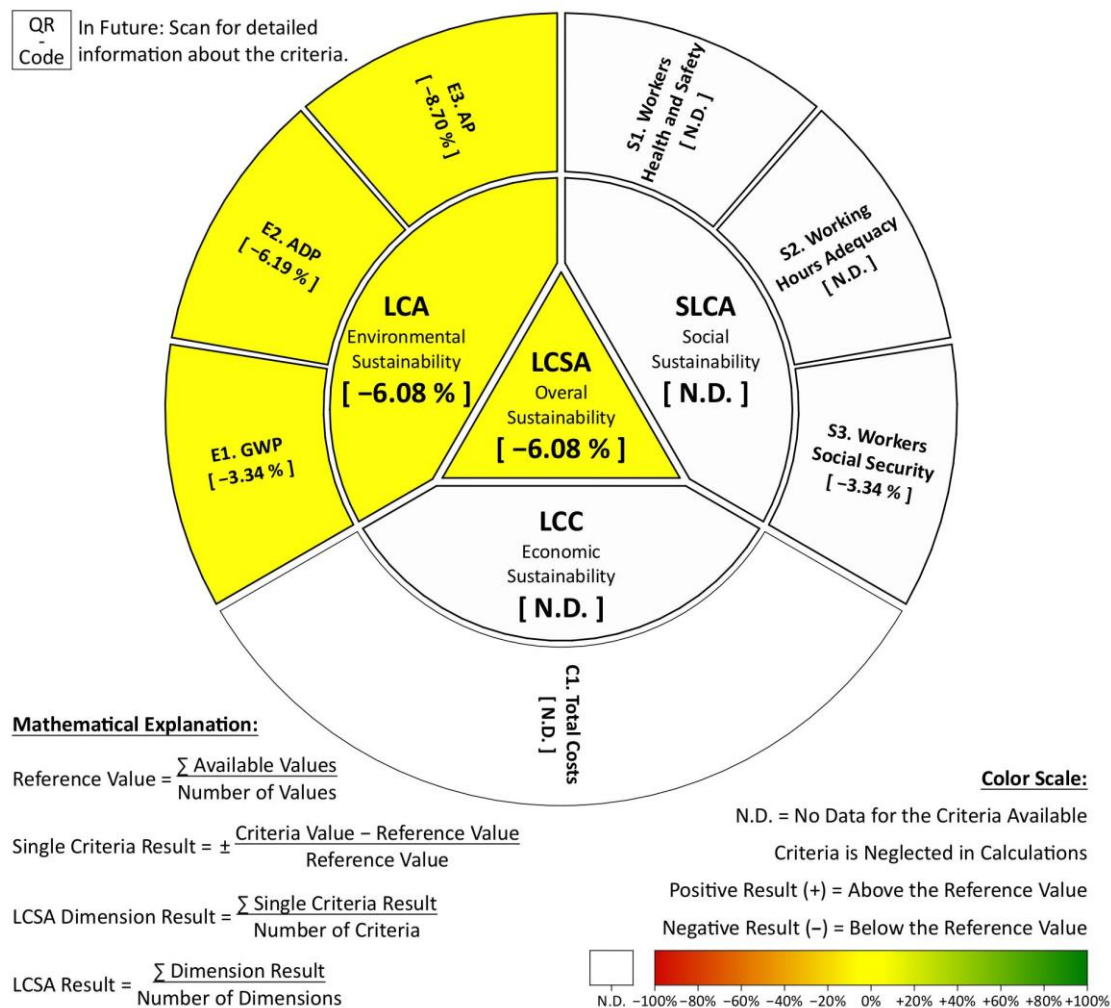 QR
-
Code
In Future: Scan for detailed
information about the criteria.
E3. AP
[ −8.70 % ]
E2. ADP
[ −6.19 % ]
E1. GWP
[ −3.34 % ]
S1. Workers
Health and Safety
[ N.D. ]
S2. Working
Hours Adequacy
[ N.D. ]
S3. Workers
Social Security
[ −3.34 % ]
LCA
Environmental
Sustainability
[ −6.08 % ]
SLCA
Social
Sustainability
[ N.D. ]
LCSA
Overal
Sustainability
[ −6.08 % ]
LCC
Economic
Sustainability
[ N.D. ]
C1. Total Costs
[ N.D. ]
Mathematical Explanation:
Reference Value = ∑ Available Values
Number of Values
Single Criteria Result = ± Criteria Value − Reference Value
Reference Value
LCSA Dimension Result = ∑ Single Criteria Result
Number of Criteria
LCSA Result = ∑ Dimension Result
Number of Dimensions
Color Scale:
N.D. = No Data for the Criteria Available
Criteria is Neglected in Calculations
Positive Result (+) = Above the Reference Value
Negative Result (−) = Below the Reference Value
N.D. −100% −80% −60% −40% −20% 0% +20% +40% +60% +80% +100%